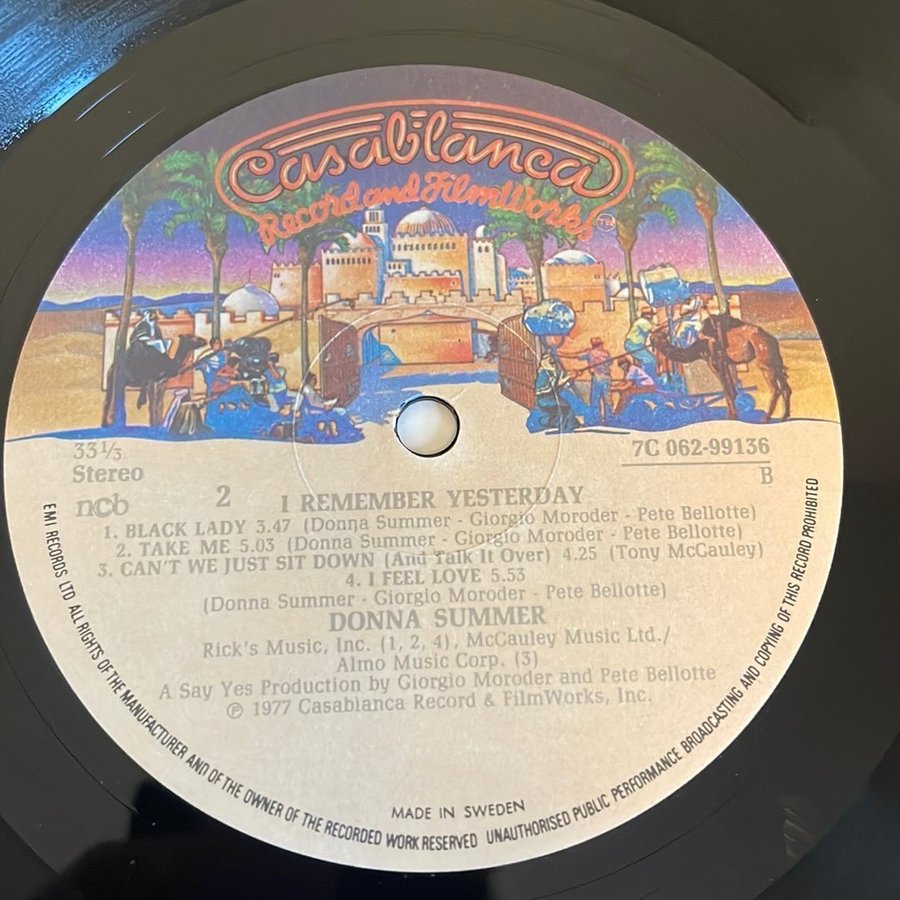 Casablanca
Record and FilmWorks TM
33⅓
Stereo
7C 062-99136
B
ncb
2 I REMEMBER YESTERDAY
1. BLACK LADY 3.47 (Donna Summer - Giorgio Moroder - Pete Bellotte)
2. TAKE ME 5.03 (Donna Summer - Giorgio Moroder - Pete Bellotte)
3. CAN'T WE JUST SIT DOWN (And Talk It Over) 4.25 (Tony McCauley)
4. I FEEL LOVE 5.53
(Donna Summer - Giorgio Moroder - Pete Bellotte)
DONNA SUMMER
Rick's Music, Inc. (1, 2, 4), McCauley Music Ltd./
Almo Music Corp. (3)
A Say Yes Production by Giorgio Moroder and Pete Bellotte
℗ 1977 Casablanca Record & FilmWorks, Inc.
MADE IN SWEDEN
EMI RECORDS LTD ALL RIGHTS OF THE MANUFACTURER AND OF THE OWNER OF THE RECORDED WORK RESERVED UNAUTHORISED PUBLIC PERFORMANCE BROADCASTING AND COPYING OF THIS RECORD PROHIBITED